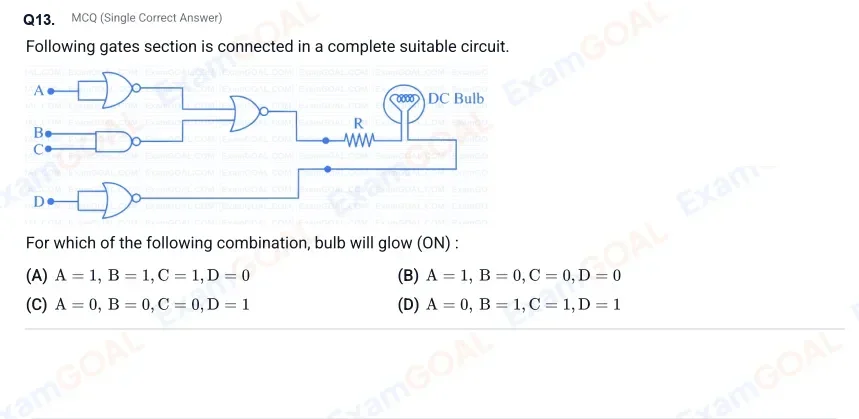 Q13. MCQ (Single Correct Answer)
Following gates section is connected in a complete suitable circuit.
A
DC Bulb
R
B
C
D
For which of the following combination, bulb will glow (ON) :
(A) A = 1, B = 1, C = 1, D = 0
(B) A = 1, B = 0, C = 0, D = 0
(C) A = 0, B = 0, C = 0, D = 1
(D) A = 0, B = 1, C = 1, D = 1
ExamGOAL